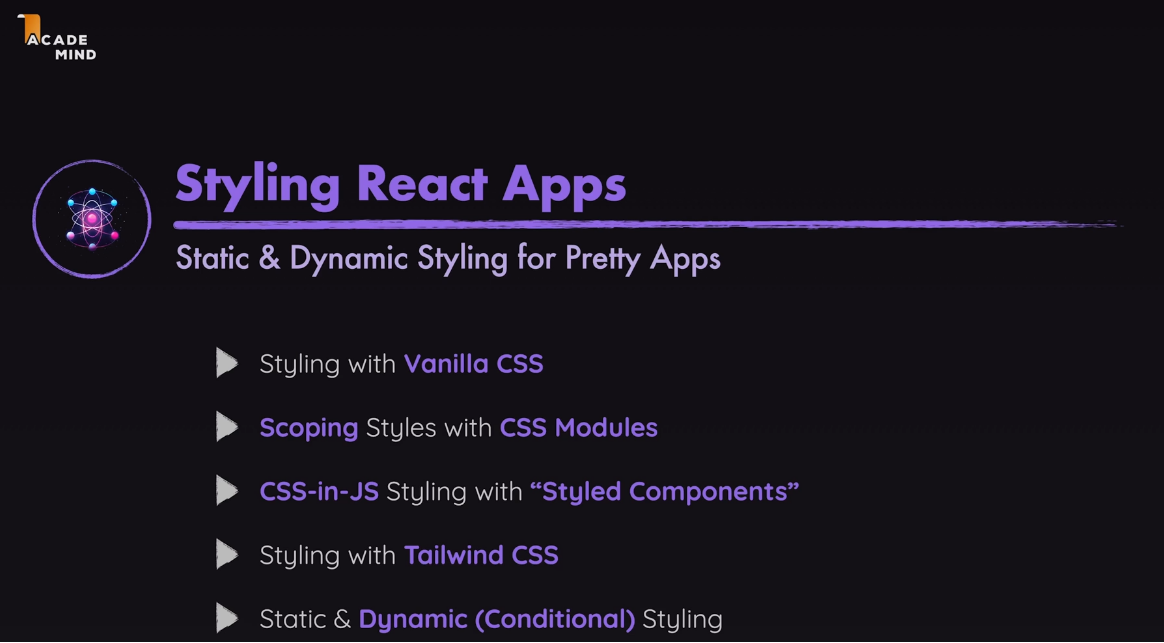 ACADE
MIND
Styling React Apps
Static & Dynamic Styling for Pretty Apps
Styling with Vanilla CSS
Scoping Styles with CSS Modules
CSS-in-JS Styling with “Styled Components”
Styling with Tailwind CSS
Static & Dynamic (Conditional) Styling